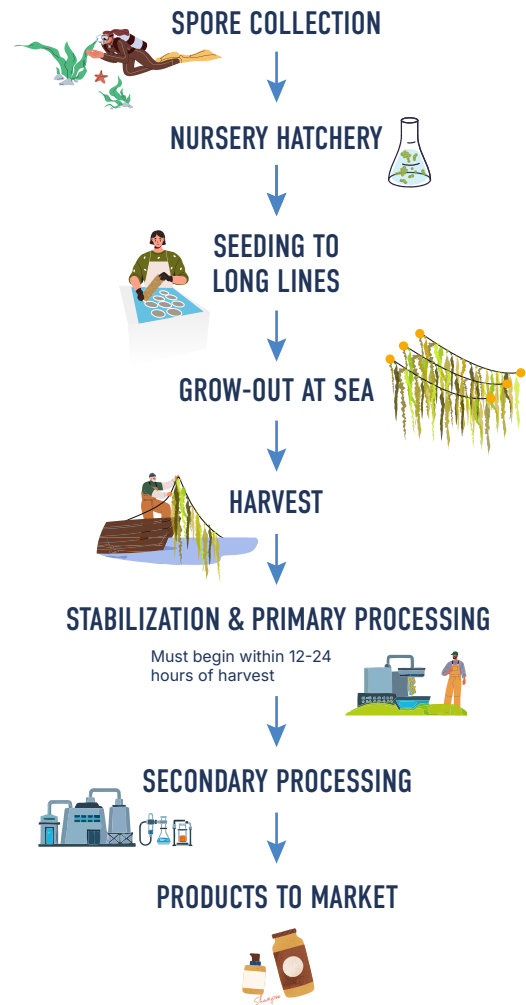 SPORE COLLECTION
NURSERY HATCHERY
SEEDING TO
LONG LINES
GROW-OUT AT SEA
HARVEST
STABILIZATION & PRIMARY PROCESSING
Must begin within 12-24
hours of harvest
SECONDARY PROCESSING
PRODUCTS TO MARKET
Shampoo